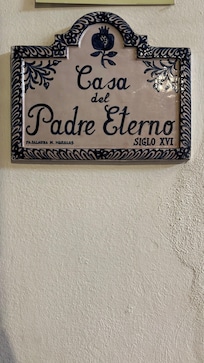 Casa
del
Padre Eterno
SIGLO XVI